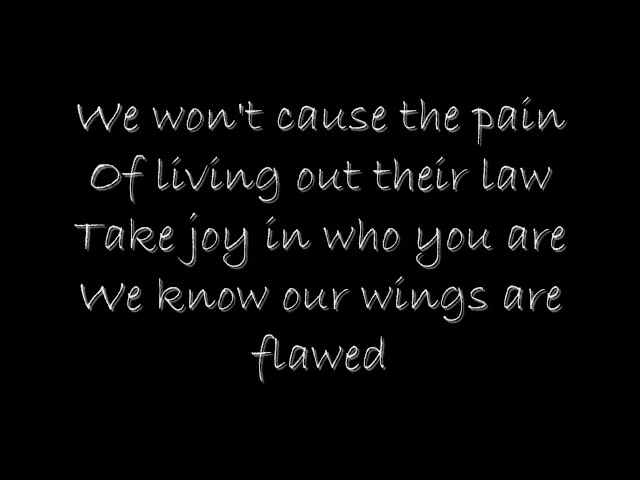 We won't cause the pain
Of living out their law
Take joy in who you are
We know our wings are
flawed